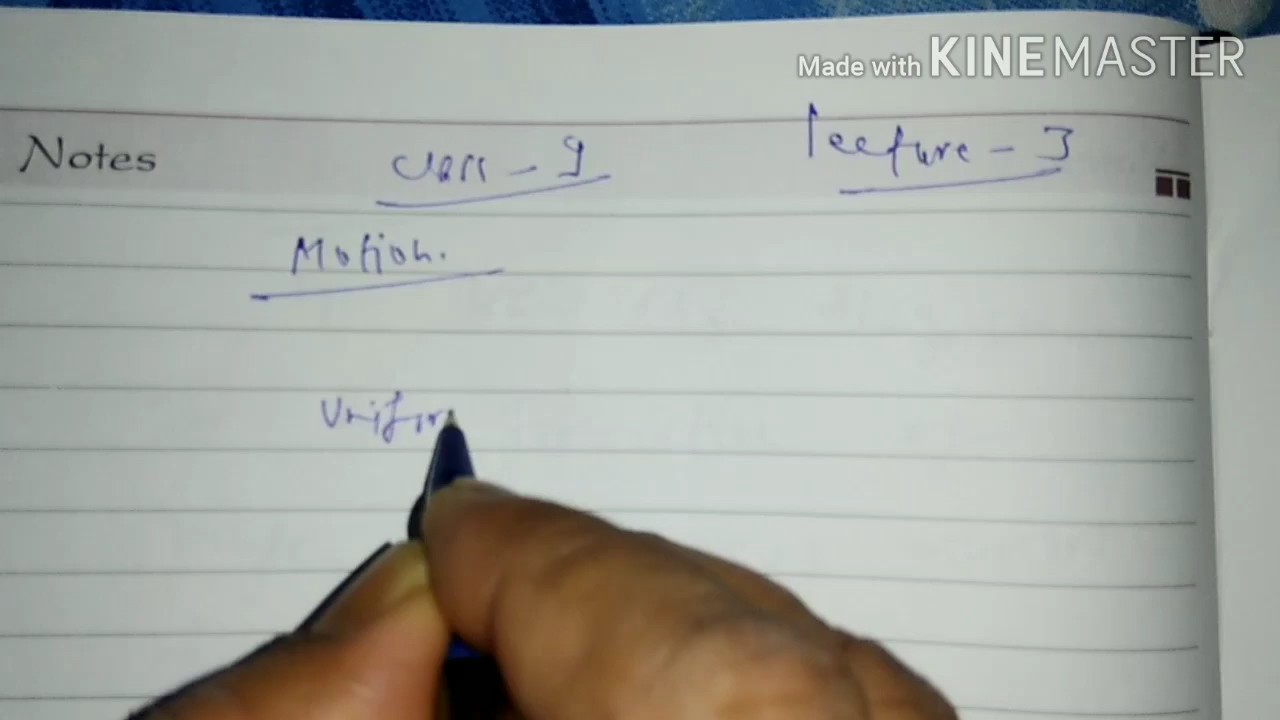 Made with KINEMASTER
Notes Class - 9 Lecture - 3
Motion.
Unifor